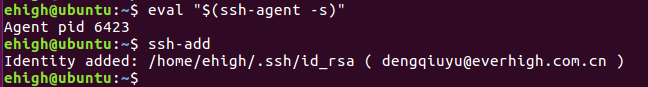 ehigh@ubuntu:~$ eval "$(ssh-agent -s)"
Agent pid 6423
ehigh@ubuntu:~$ ssh-add
Identity added: /home/ehigh/.ssh/id_rsa ( dengqiuyu@everhigh.com.cn )
ehigh@ubuntu:~$